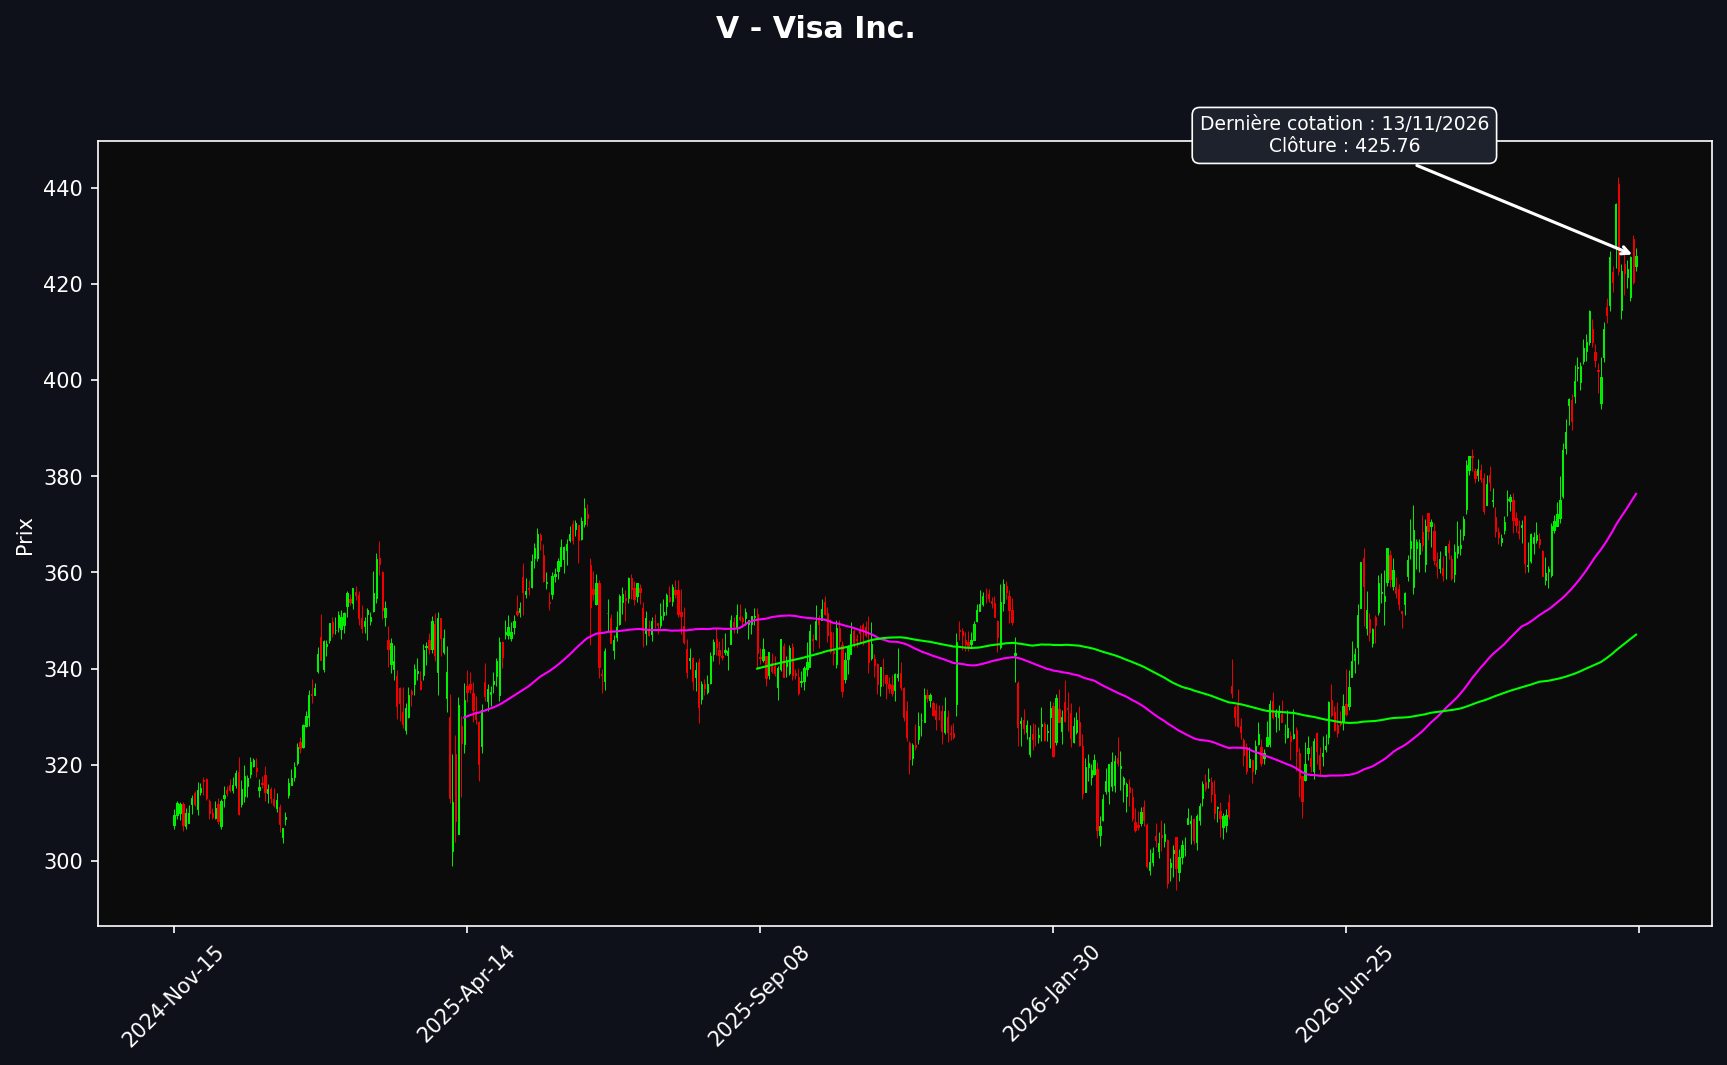 V - Visa Inc.
Dernière cotation : 13/11/2026
Clôture : 425.76
440
420
400
380
360
340
320
300
Prix
2024-Nov-15
2025-Apr-14
2025-Sep-08
2026-Jan-30
2026-Jun-25